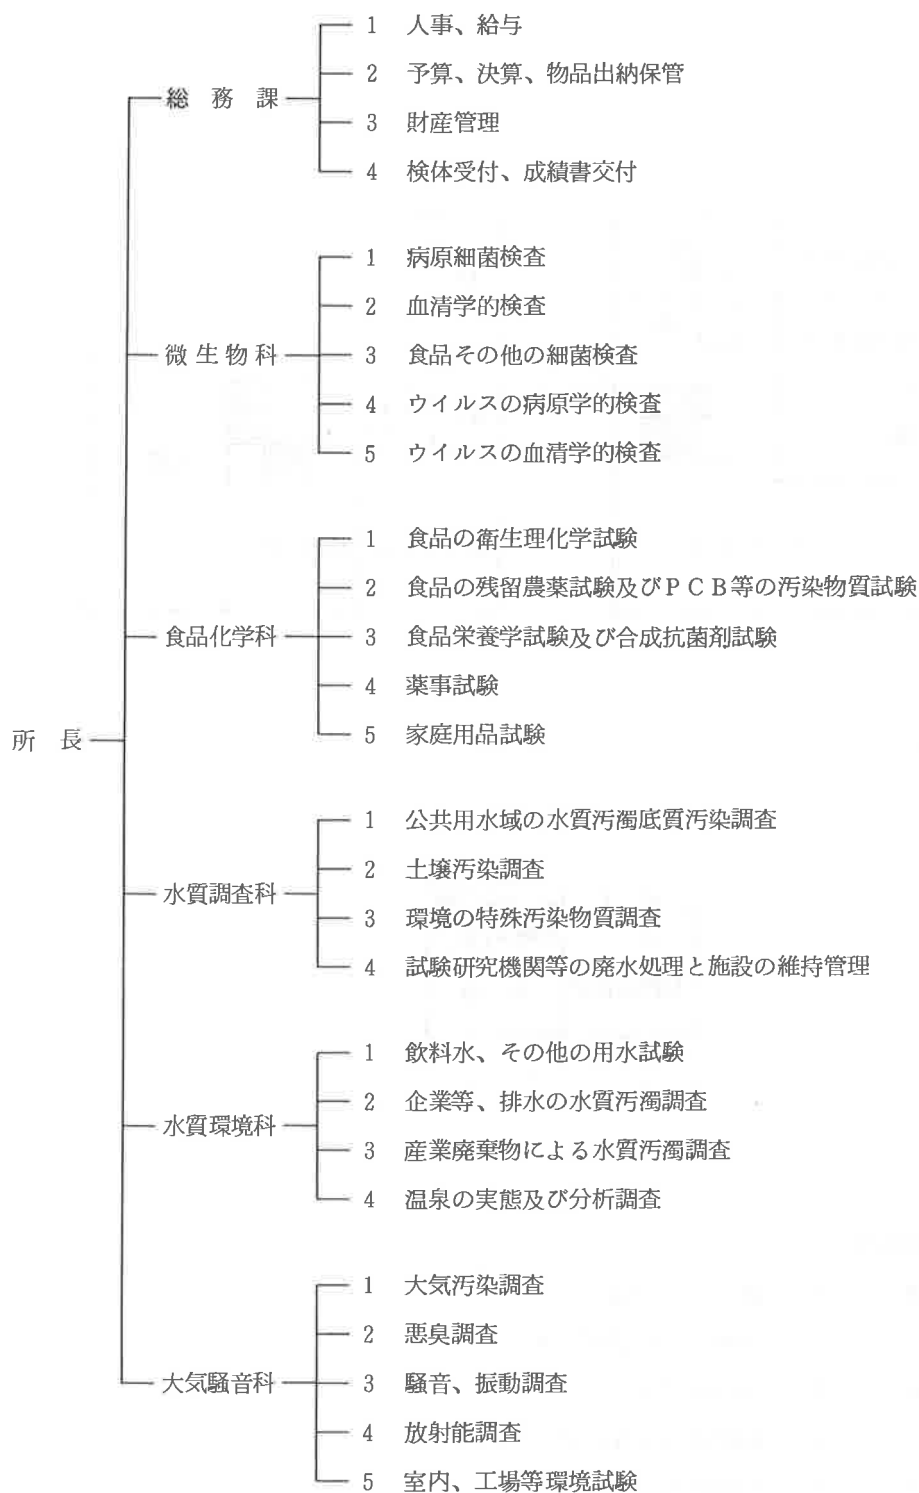 所長
総務課
1 人事、給与
2 予算、決算、物品出納保管
3 財産管理
4 検体受付、成績書交付
微生物科
1 病原細菌検査
2 血清学的検査
3 食品その他の細菌検査
4 ウイルスの病原学的検査
5 ウイルスの血清学的検査
食品化学科
1 食品の衛生理化学試験
2 食品の残留農薬試験及びPCB等の汚染物質試験
3 食品栄養学試験及び合成抗菌剤試験
4 薬事試験
5 家庭用品試験
水質調査科
1 公共用水域の水質汚濁底質汚染調査
2 土壌汚染調査
3 環境の特殊汚染物質調査
4 試験研究機関等の廃水処理と施設の維持管理
水質環境科
1 飲料水、その他の用水試験
2 企業等、排水の水質汚濁調査
3 産業廃棄物による水質汚濁調査
4 温泉の実態及び分析調査
大気騒音科
1 大気汚染調査
2 悪臭調査
3 騒音、振動調査
4 放射能調査
5 室内、工場等環境試験